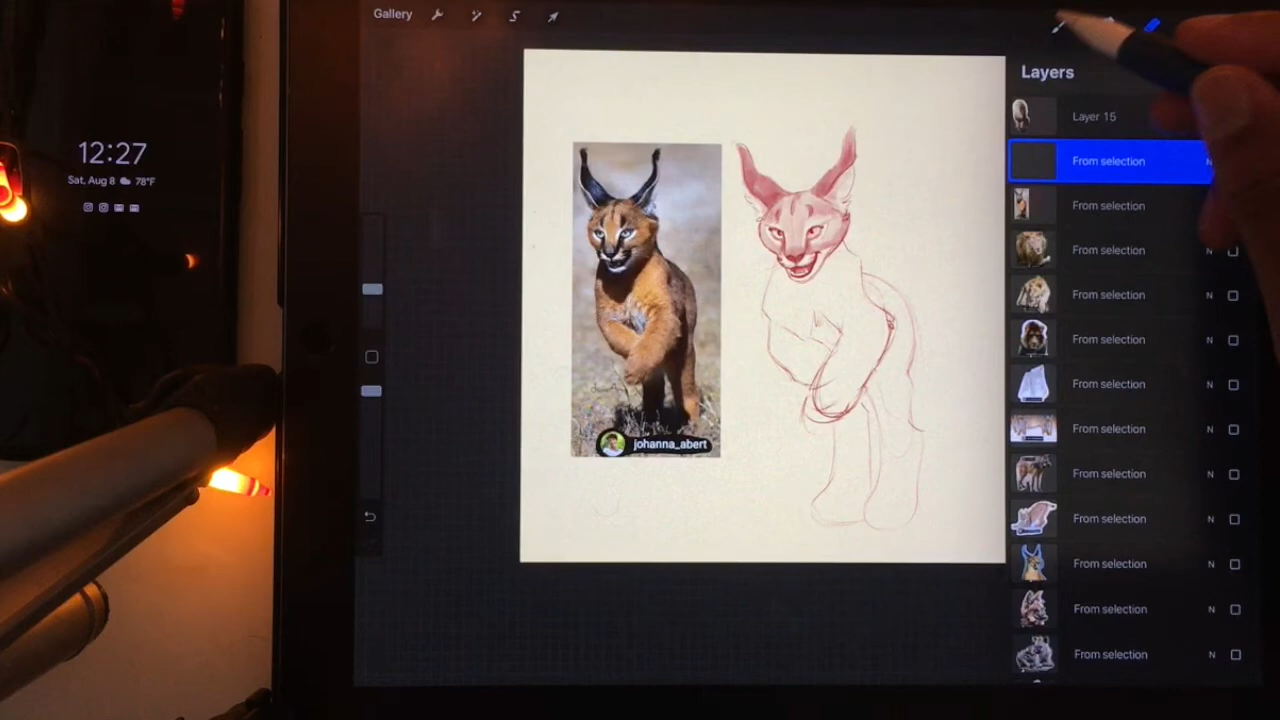 12:27
Sat, Aug 8 78°F
Gallery
johanna_abert
Layers
Layer 15
From selection N
From selection
From selection N
From selection N
From selection N
From selection N
From selection N
From selection N
From selection N
From selection N
From selection N
From selection N